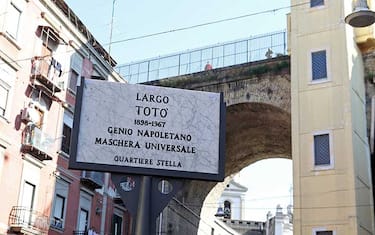 LARGO
TOTÒ
1898-1967
GENIO NAPOLETANO
MASCHERA UNIVERSALE
QUARTIERE STELLA